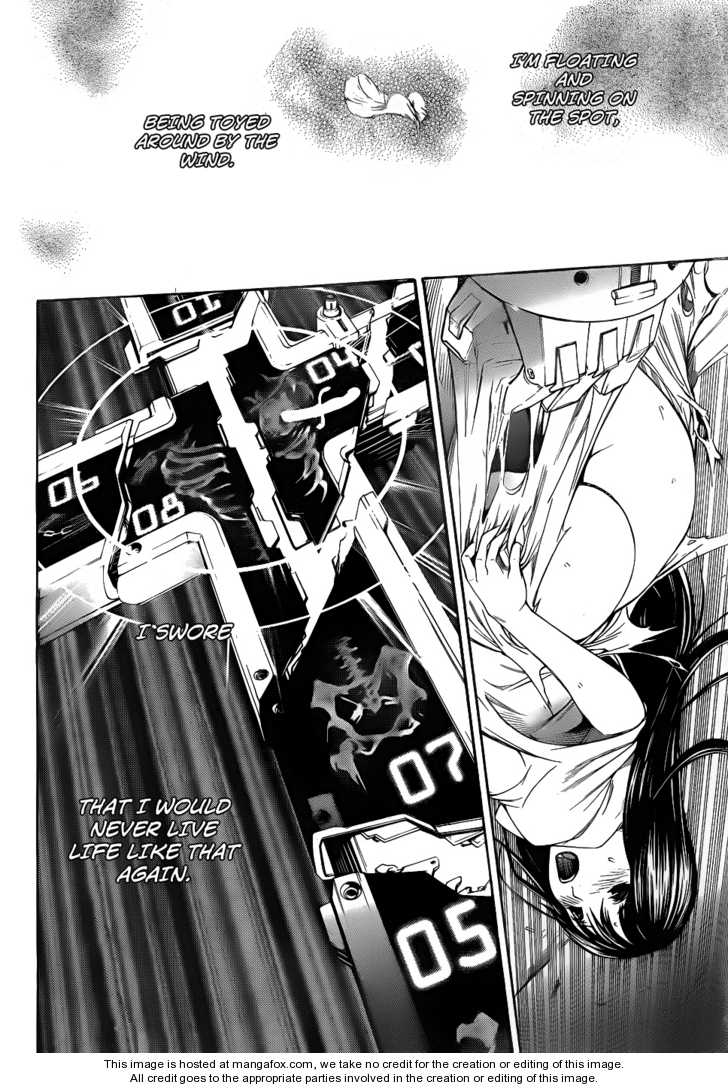 I'M FLOATING
AND
SPINNING ON
THE SPOT,
BEING TOYED
AROUND BY THE
WIND.
01
04
06
08
I SWORE
07
THAT I WOULD
NEVER LIVE
LIFE LIKE THAT
AGAIN.
05
This image is hosted at mangafox.com, we take no credit for the creation or editing of this image.
All credit goes to the appropriate parties involved in the creation or editing of this image.